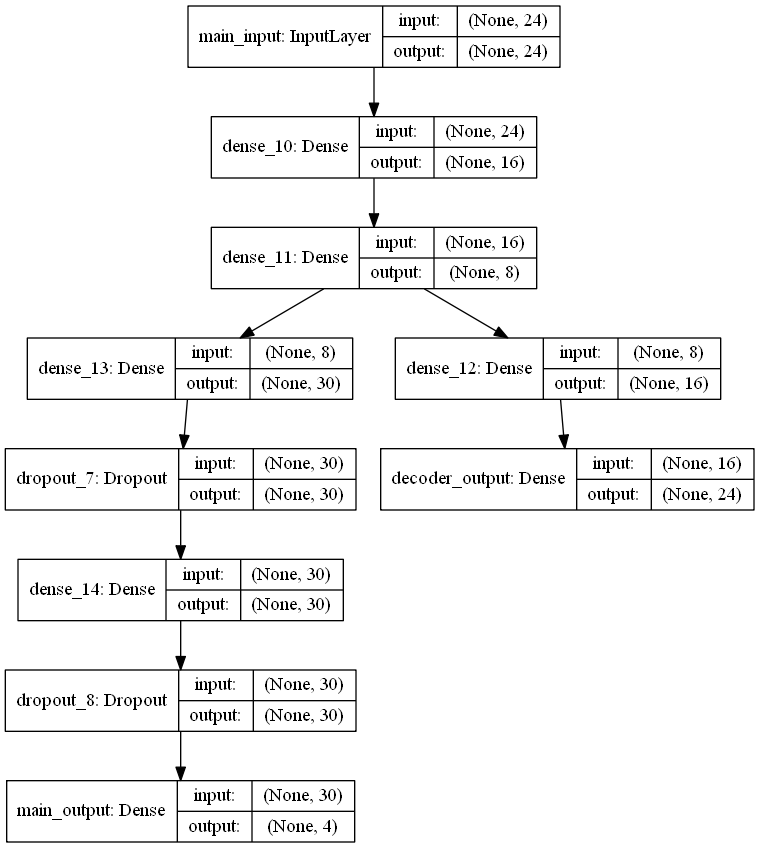 main_input: InputLayer
input: (None, 24)
output: (None, 24)
dense_10: Dense
input: (None, 24)
output: (None, 16)
dense_11: Dense
input: (None, 16)
output: (None, 8)
dense_13: Dense
input: (None, 8)
output: (None, 30)
dense_12: Dense
input: (None, 8)
output: (None, 16)
dropout_7: Dropout
input: (None, 30)
output: (None, 30)
decoder_output: Dense
input: (None, 16)
output: (None, 24)
dense_14: Dense
input: (None, 30)
output: (None, 30)
dropout_8: Dropout
input: (None, 30)
output: (None, 30)
main_output: Dense
input: (None, 30)
output: (None, 4)